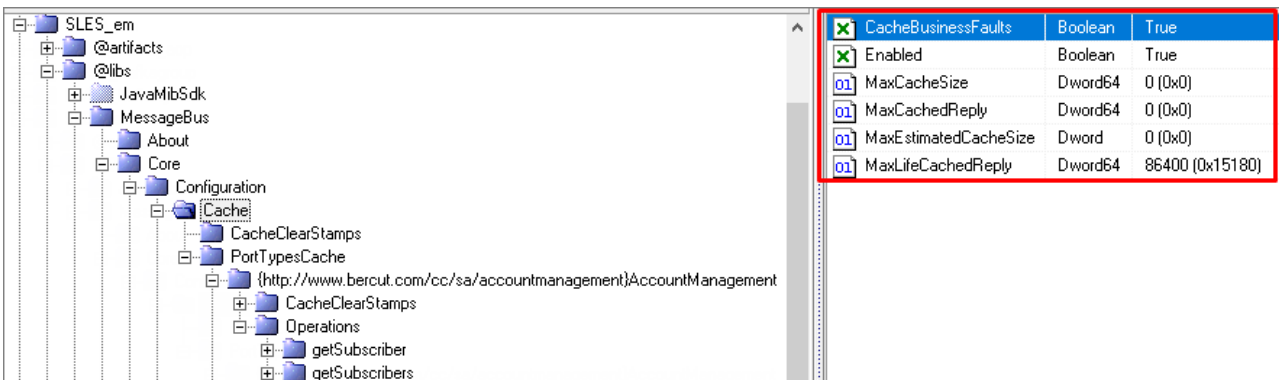 SLES_em
@artifacts
@libs
JavaMibSdk
MessageBus
About
Core
Configuration
Cache
CacheClearStamps
PortTypesCache
{http://www.bercut.com/cc/sa/accountmanagement}AccountManagement
CacheClearStamps
Operations
getSubscriber
getSubscribers
CacheBusinessFaults Boolean True
Enabled Boolean True
MaxCacheSize Dword64 0 (0x0)
MaxCachedReply Dword64 0 (0x0)
MaxEstimatedCacheSize Dword 0 (0x0)
MaxLifeCachedReply Dword64 86400 (0x15180)